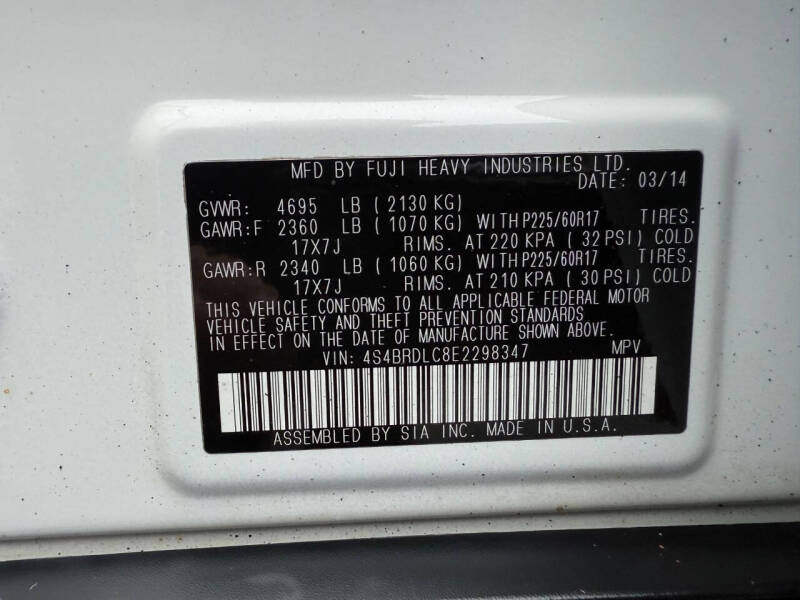 MFD BY FUJI HEAVY INDUSTRIES LTD.
DATE: 03/14
GVWR: 4695 LB ( 2130 KG)
GAWR:F 2360 LB ( 1070 KG) WITH P225/60R17 TIRES.
17X7J RIMS. AT 220 KPA ( 32 PSI) COLD
GAWR:R 2340 LB ( 1060 KG) WITH P225/60R17 TIRES.
17X7J RIMS. AT 210 KPA ( 30 PSI) COLD
THIS VEHICLE CONFORMS TO ALL APPLICABLE FEDERAL MOTOR
VEHICLE SAFETY AND THEFT PREVENTION STANDARDS
IN EFFECT ON THE DATE OF MANUFACTURE SHOWN ABOVE.
VIN: 4S4BRDLC8E2298347 MPV
ASSEMBLED BY SIA INC. MADE IN U.S.A.